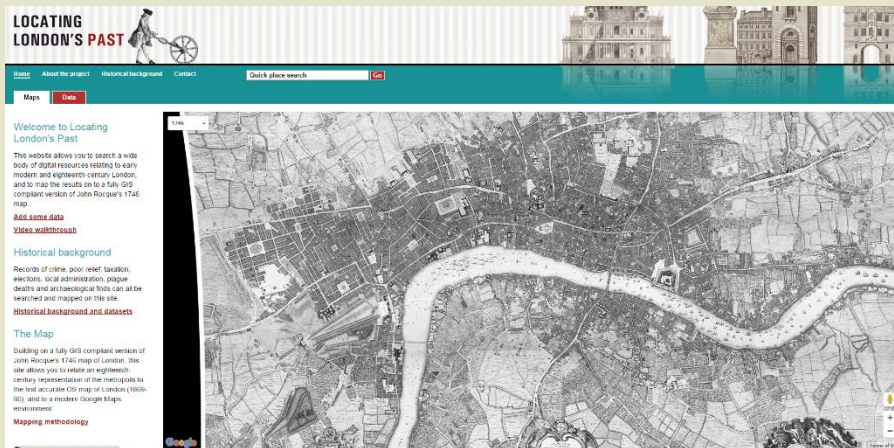 LOCATING
LONDON'S PAST
Home About the project Historical background Contact
Quick place search Go
Maps Data
Welcome to Locating
London's Past
This website allows you to search a wide
body of digital resources relating to early
modern and eighteenth-century London,
and to map the results on to a fully GIS
compliant version of John Rocque's 1746
map.
Add some data
Video walkthrough
Historical background
Records of crime, poor relief, taxation,
elections, local administration, plague
deaths and archaeological finds can all be
searched and mapped on this site.
Historical background and datasets
The Map
Building on a fully GIS compliant version of
John Rocque's 1746 map of London, this
site allows you to relate an eighteenth-
century representation of the metropolis to
the first accurate OS map of London (1869-
80), and to a modern Google Maps
environment.
Mapping methodology
1746
Google